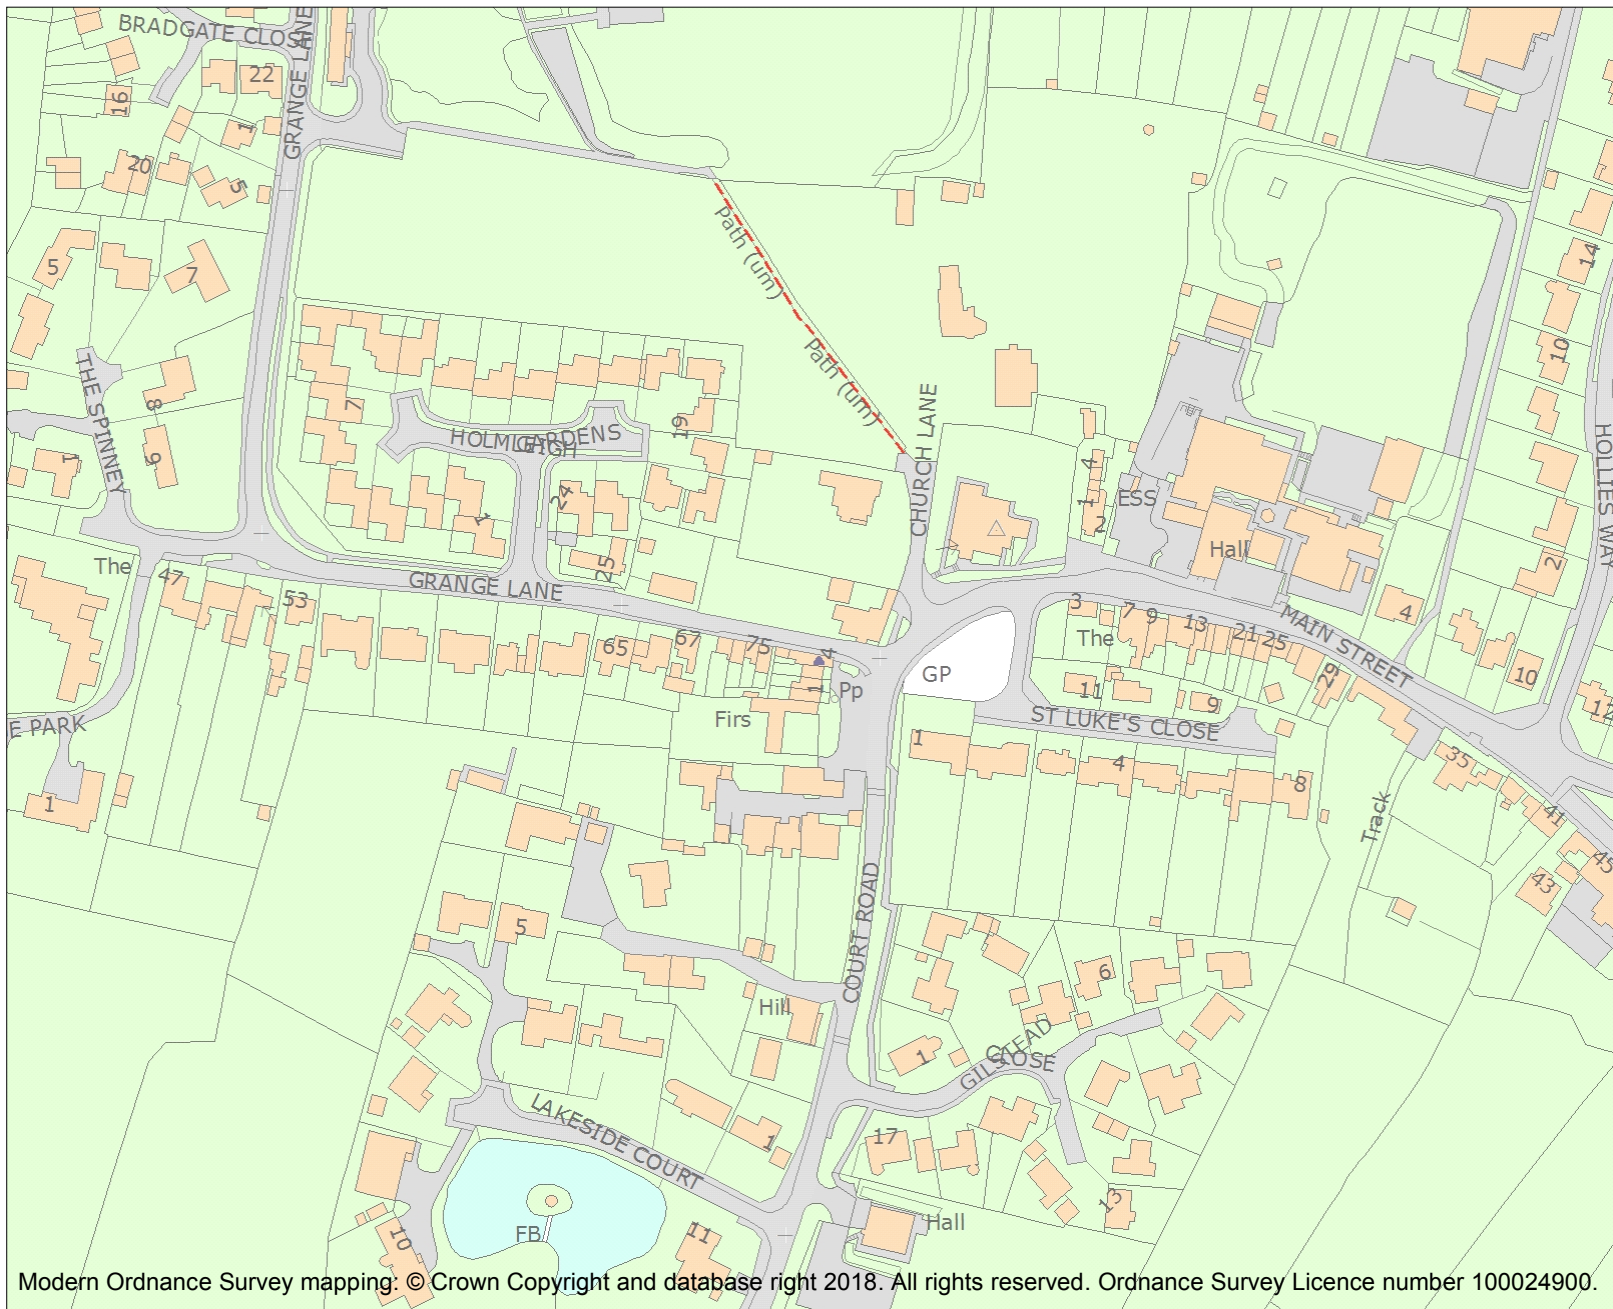 BRADGATE CLOSE
GRANGE LANE
22
16
GRANGE LANE
1
20
5
14
Path (um)
5
7
10
Path (um)
THE SPINNEY
8
7
CHURCH LANE
19
HOLMLEIGH
GARDENS
HOLLIES WAY
1
9
4
24
1
ESS
1
2
Hall
2
The
25
47
GRANGE LANE
53
3
7
9
13
4
MAIN STREET
The
21
25
65
67
75
4
29
10
GP
1
Pp
11
9
12
E PARK
Firs
ST LUKE'S CLOSE
1
4
35
8
1
Track
41
45
43
COURT ROAD
5
6
Hill
GILSTEAD
CLOSE
1
LAKESIDE COURT
1
17
13
FB
10
11
Hall
Modern Ordnance Survey mapping: © Crown Copyright and database right 2018. All rights reserved. Ordnance Survey Licence number 100024900.